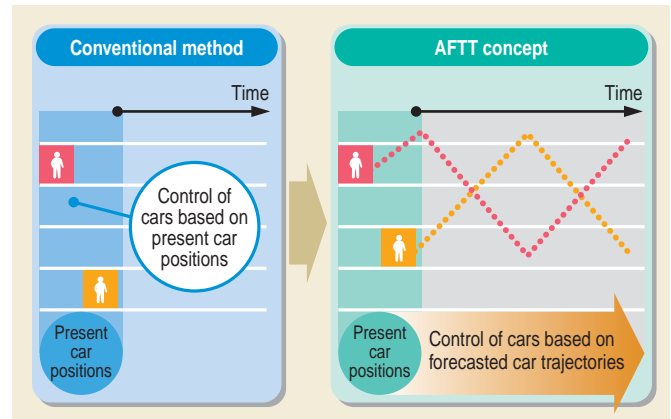 Conventional method
Time
Control of
cars based on
present car
positions
Present
car
positions
AFTT concept
Time
Present
car
positions
Control of cars based on
forecasted car trajectories